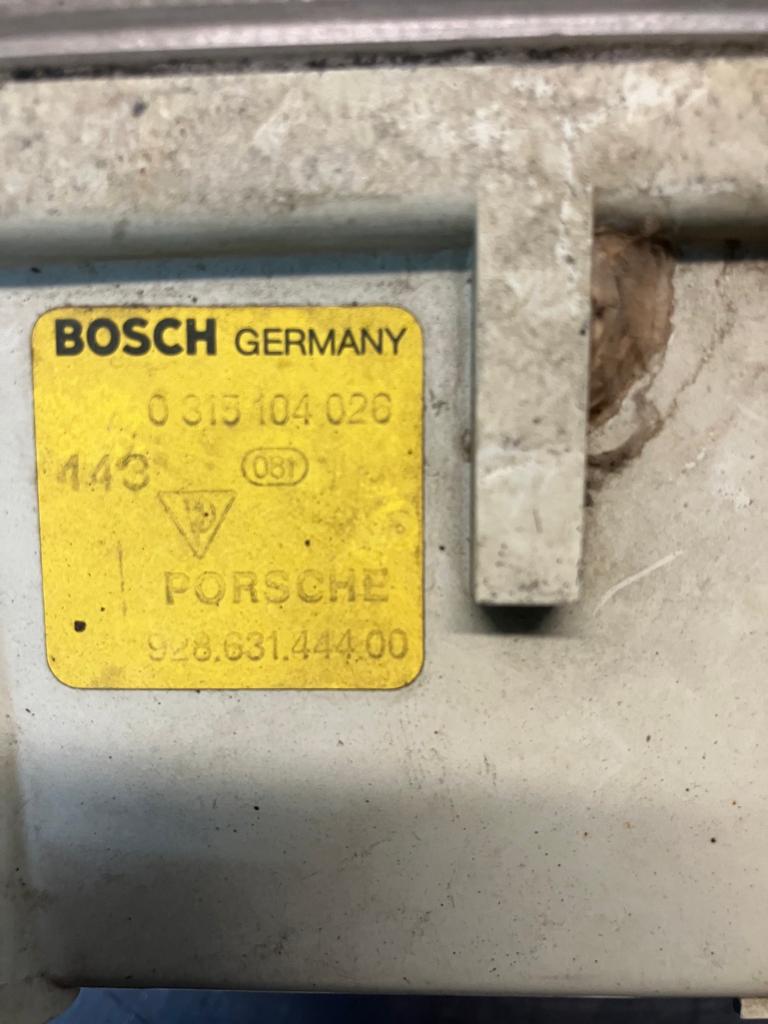 BOSCH GERMANY
0 315 104 026
443
081
PORSCHE
928.631.444.00